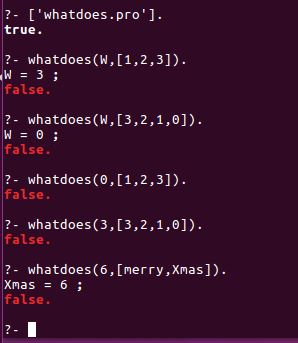 ?- ['whatdoes.pro'].
true.
?- whatdoes(W,[1,2,3]).
W = 3 ;
false.
?- whatdoes(W,[3,2,1,0]).
W = 0 ;
false.
?- whatdoes(0,[1,2,3]).
false.
?- whatdoes(3,[3,2,1,0]).
false.
?- whatdoes(6,[merry,Xmas]).
Xmas = 6 ;
false.
?-